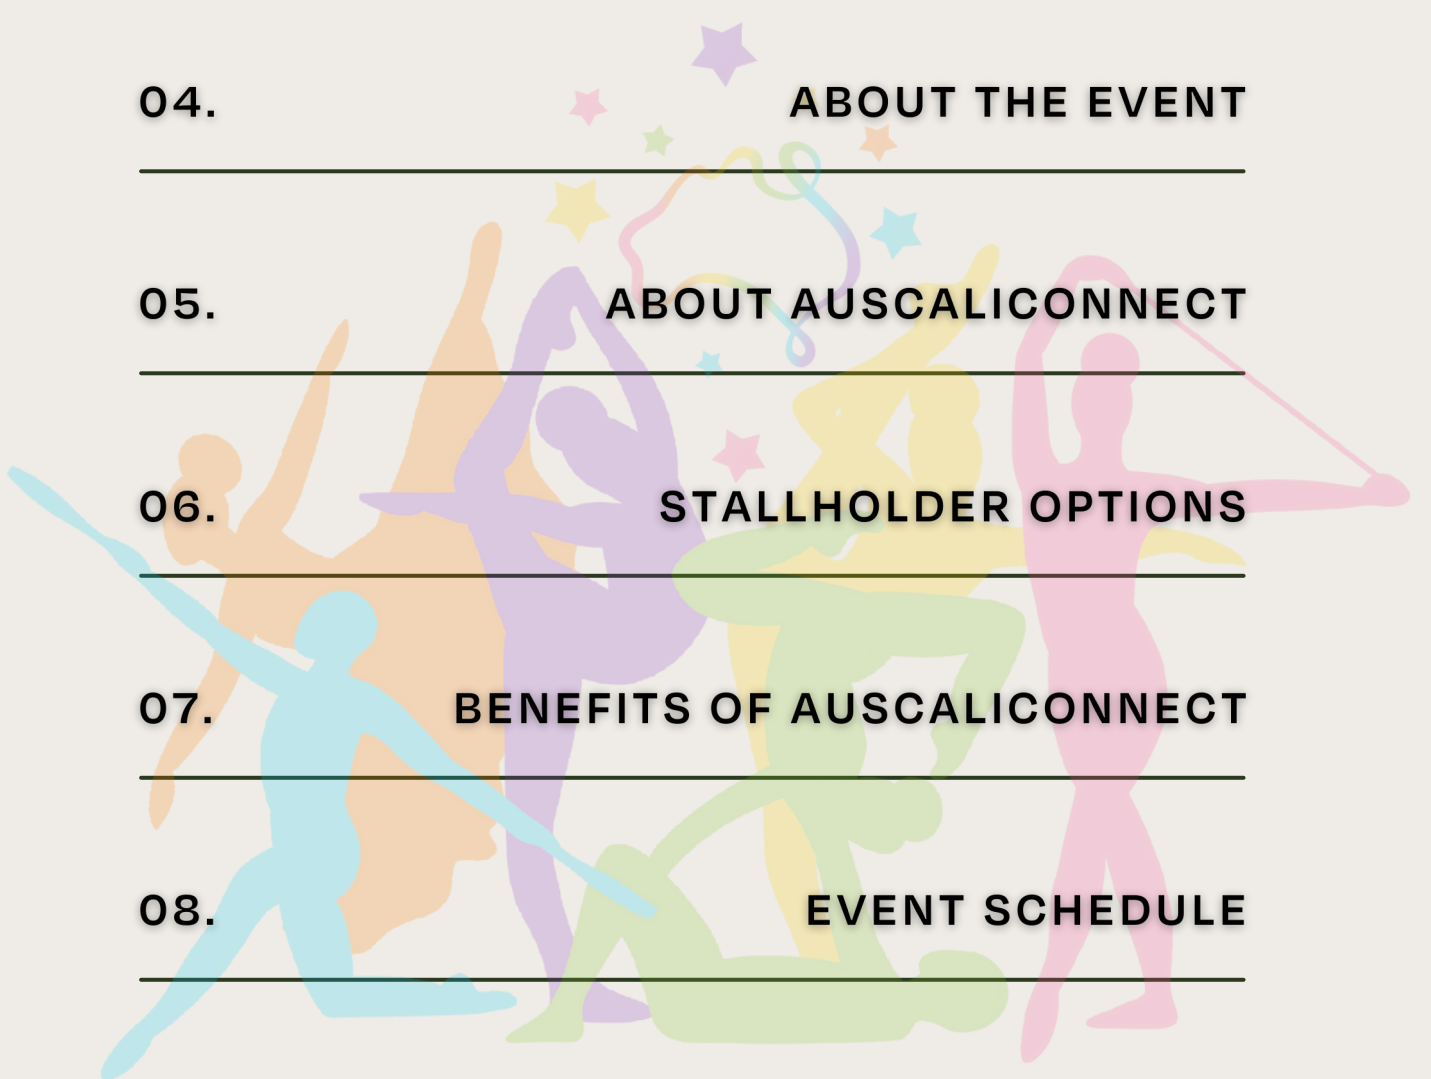 04. ABOUT THE EVENT
05. ABOUT AUSCALICONNECT
06. STALLHOLDER OPTIONS
07. BENEFITS OF AUSCALICONNECT
08. EVENT SCHEDULE